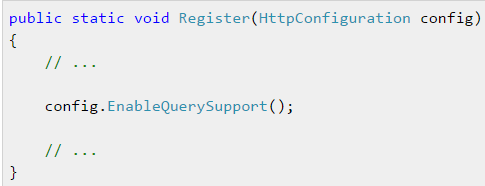 public static void Register(HttpConfiguration config)
{
    // ...
    config.EnableQuerySupport();
    // ...
}